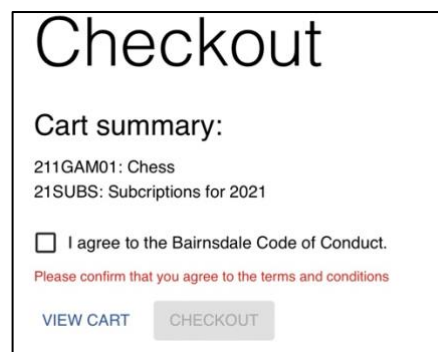 Checkout
Cart summary:
211GAM01: Chess
21SUBS: Subcriptions for 2021
I agree to the Bairnsdale Code of Conduct.
Please confirm that you agree to the terms and conditions
VIEW CART CHECKOUT